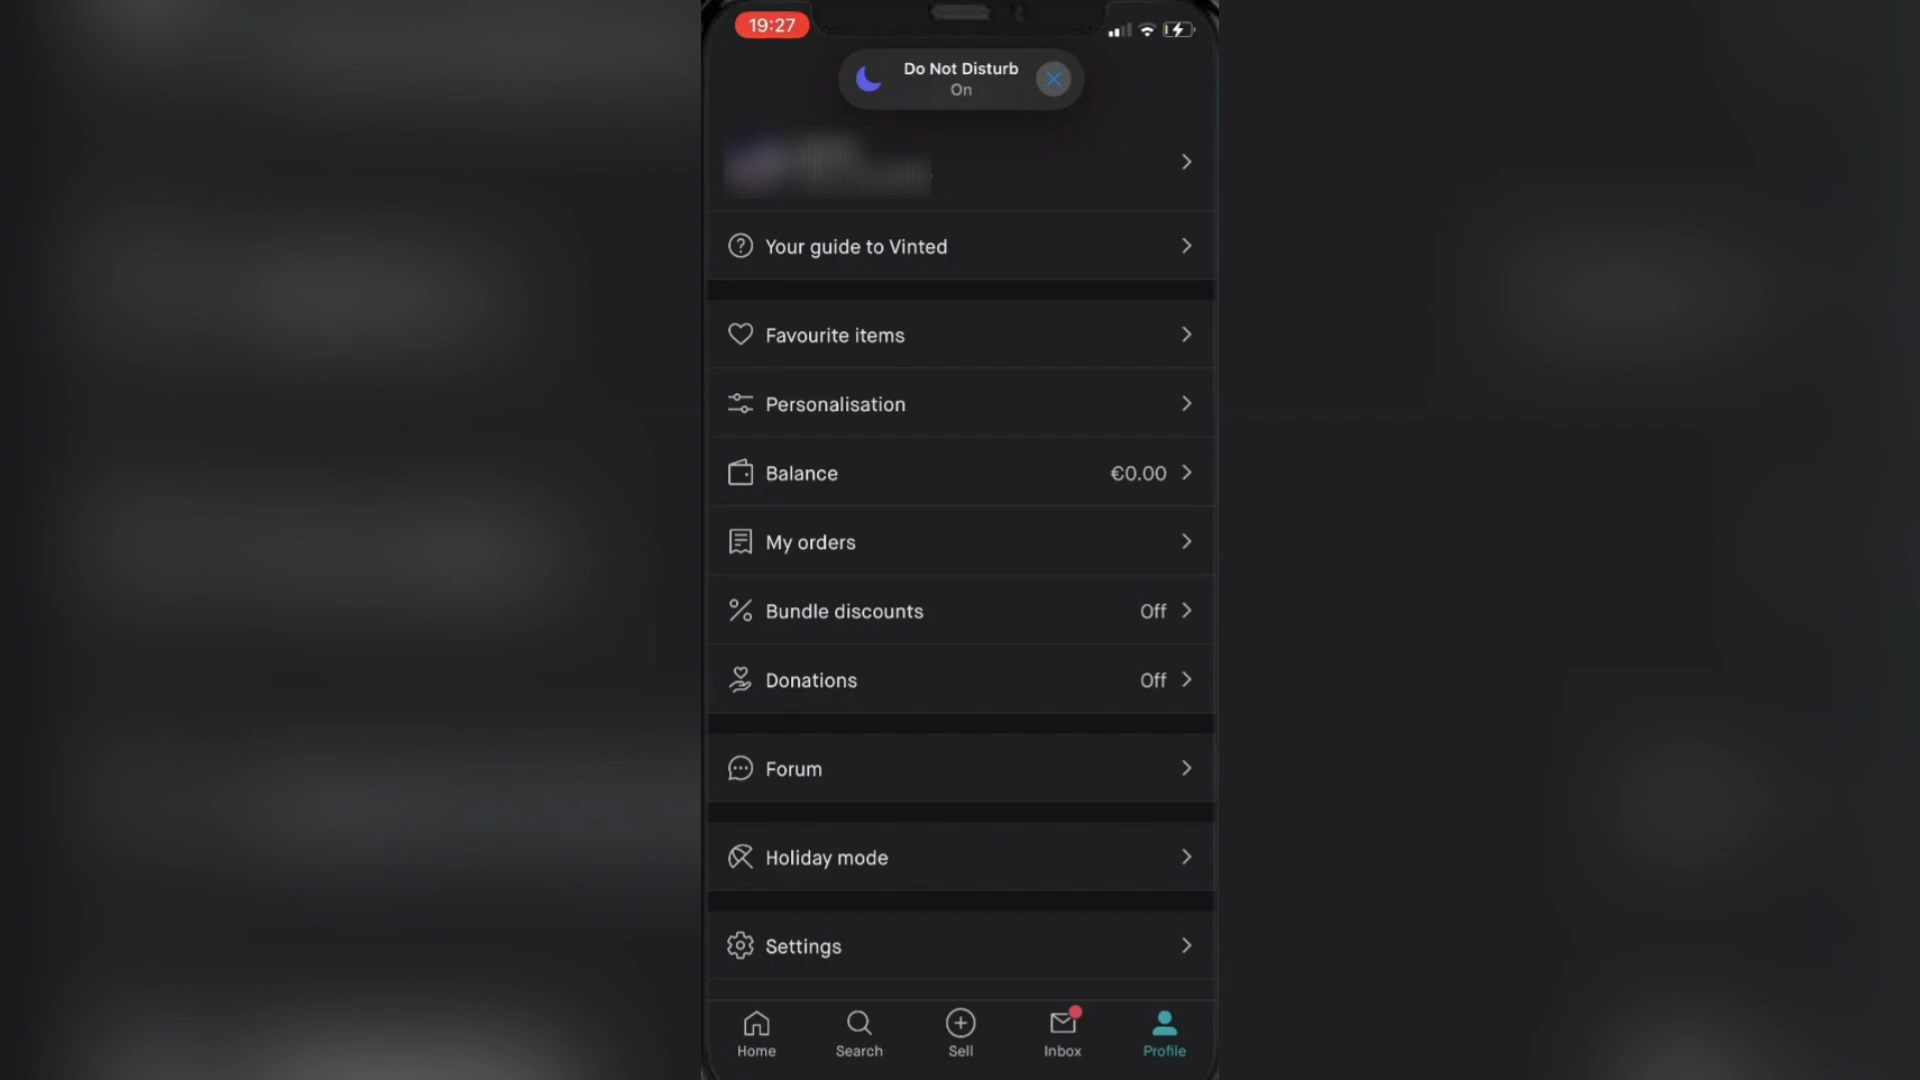 19:27
Do Not Disturb
On
Your guide to Vinted
Favourite items
Personalisation
Balance €0.00
My orders
Bundle discounts Off
Donations Off
Forum
Holiday mode
Settings
Home Search Sell Inbox Profile